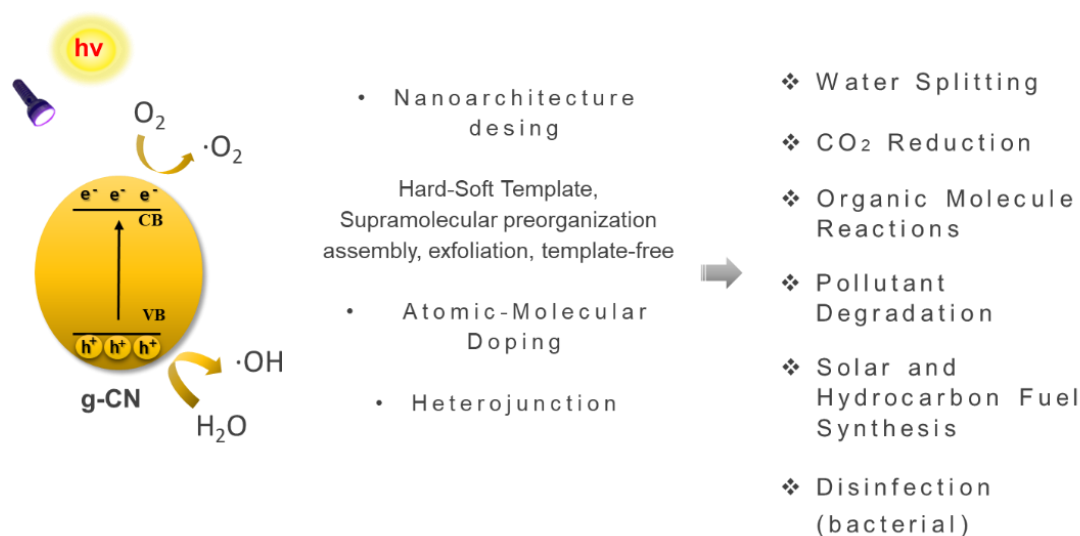 hv
O₂
·O₂
e⁻ e⁻ e⁻
CB
VB
h⁺ h⁺ h⁺
·OH
g-CN
H₂O
• Nanoarchitecture
desing
Hard-Soft Template,
Supramolecular preorganization
assembly, exfoliation, template-free
• Atomic-Molecular
Doping
• Heterojunction
❖ Water Splitting
❖ CO₂ Reduction
❖ Organic Molecule
Reactions
❖ Pollutant
Degradation
❖ Solar and
Hydrocarbon Fuel
Synthesis
❖ Disinfection
(bacterial)